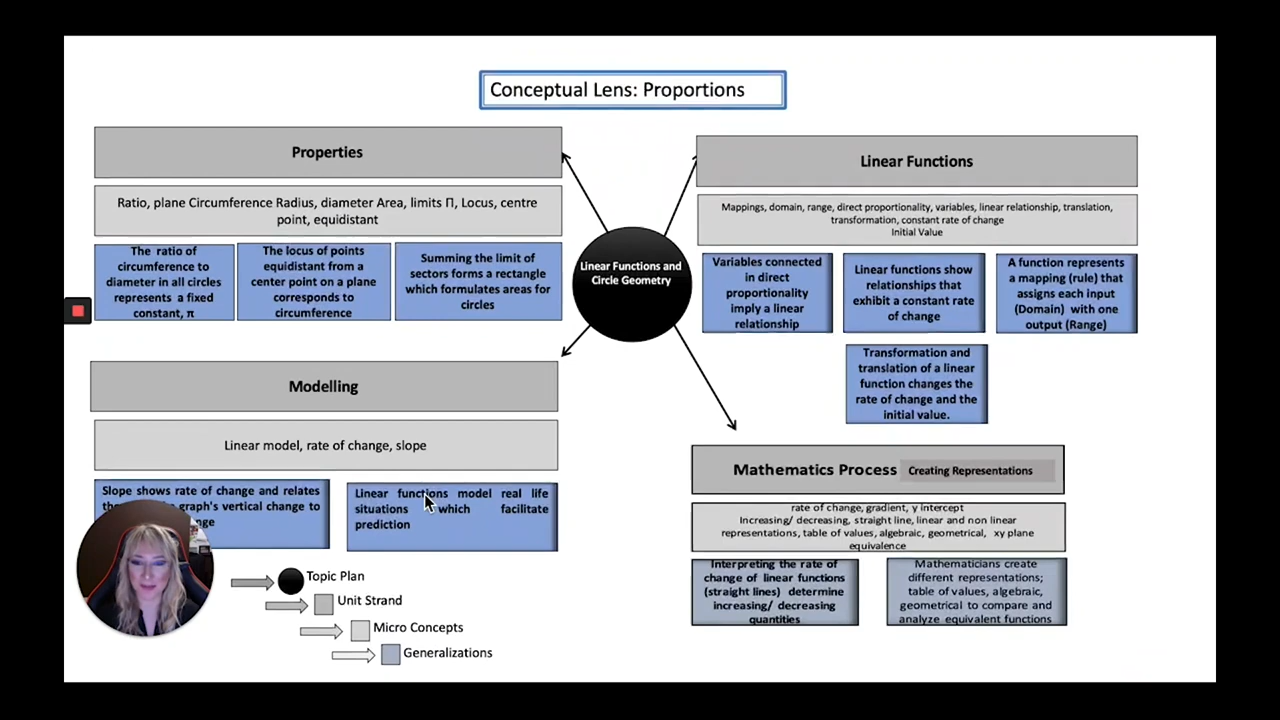 Conceptual Lens: Proportions
Properties
Ratio, plane Circumference Radius, diameter Area, limits Π, Locus, centre
point, equidistant
The ratio of
circumference to
diameter in all circles
represents a fixed
constant, π
The locus of points
equidistant from a
center point on a plane
corresponds to
circumference
Summing the limit of
sectors forms a rectangle
which formulates areas for
circles
Linear Functions and
Circle Geometry
Linear Functions
Mappings, domain, range, direct proportionality, variables, linear relationship, translation,
transformation, constant rate of change
Initial Value
Variables connected
in direct
proportionality
imply a linear
relationship
Linear functions show
relationships that
exhibit a constant rate
of change
A function represents
a mapping (rule) that
assigns each input
(Domain) with one
output (Range)
Transformation and
translation of a linear
function changes the
rate of change and the
initial value.
Modelling
Linear model, rate of change, slope
Slope shows rate of change and relates
graph's vertical change to
Linear functions model real life
situations which facilitate
prediction
Mathematics Process Creating Representations
rate of change, gradient, y intercept
Increasing/ decreasing, straight line, linear and non linear
representations, table of values, algebraic, geometrical, xy plane
equivalence
Interpreting the rate of
change of linear functions
(straight lines) determine
increasing/ decreasing
quantities
Mathematicians create
different representations;
table of values, algebraic,
geometrical to compare and
analyze equivalent functions
Topic Plan
Unit Strand
Micro Concepts
Generalizations